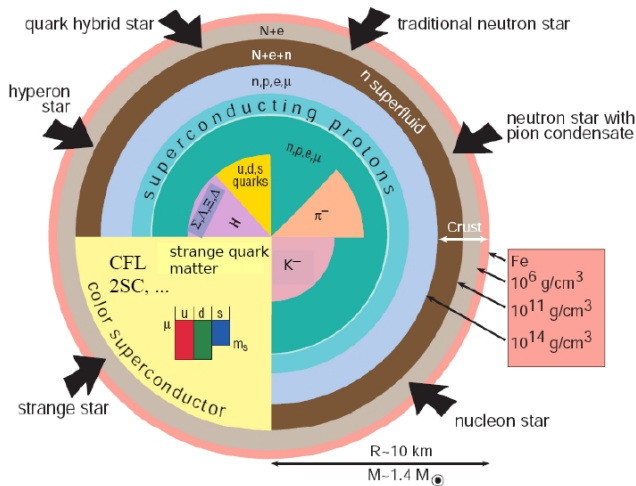 quark hybrid star
traditional neutron star
N+e
N+e+n
n,p,e,μ
n superfluid
hyperon
star
neutron star with
pion condensate
superconducting protons
n,p,e,μ
u,d,s
quarks
Σ,Λ,Ξ,Δ
H
π⁻
K⁻
Crust
strange quark
matter
CFL
2SC, ...
u d s
μ
mₛ
color superconductor
Fe
10⁶ g/cm³
10¹¹ g/cm³
10¹⁴ g/cm³
strange star
nucleon star
R~10 km
M~1.4 M☉